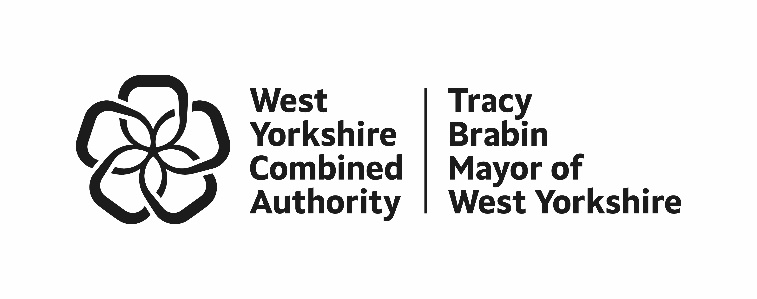 West
Yorkshire
Combined
Authority
Tracy
Brabin
Mayor of
West Yorkshire